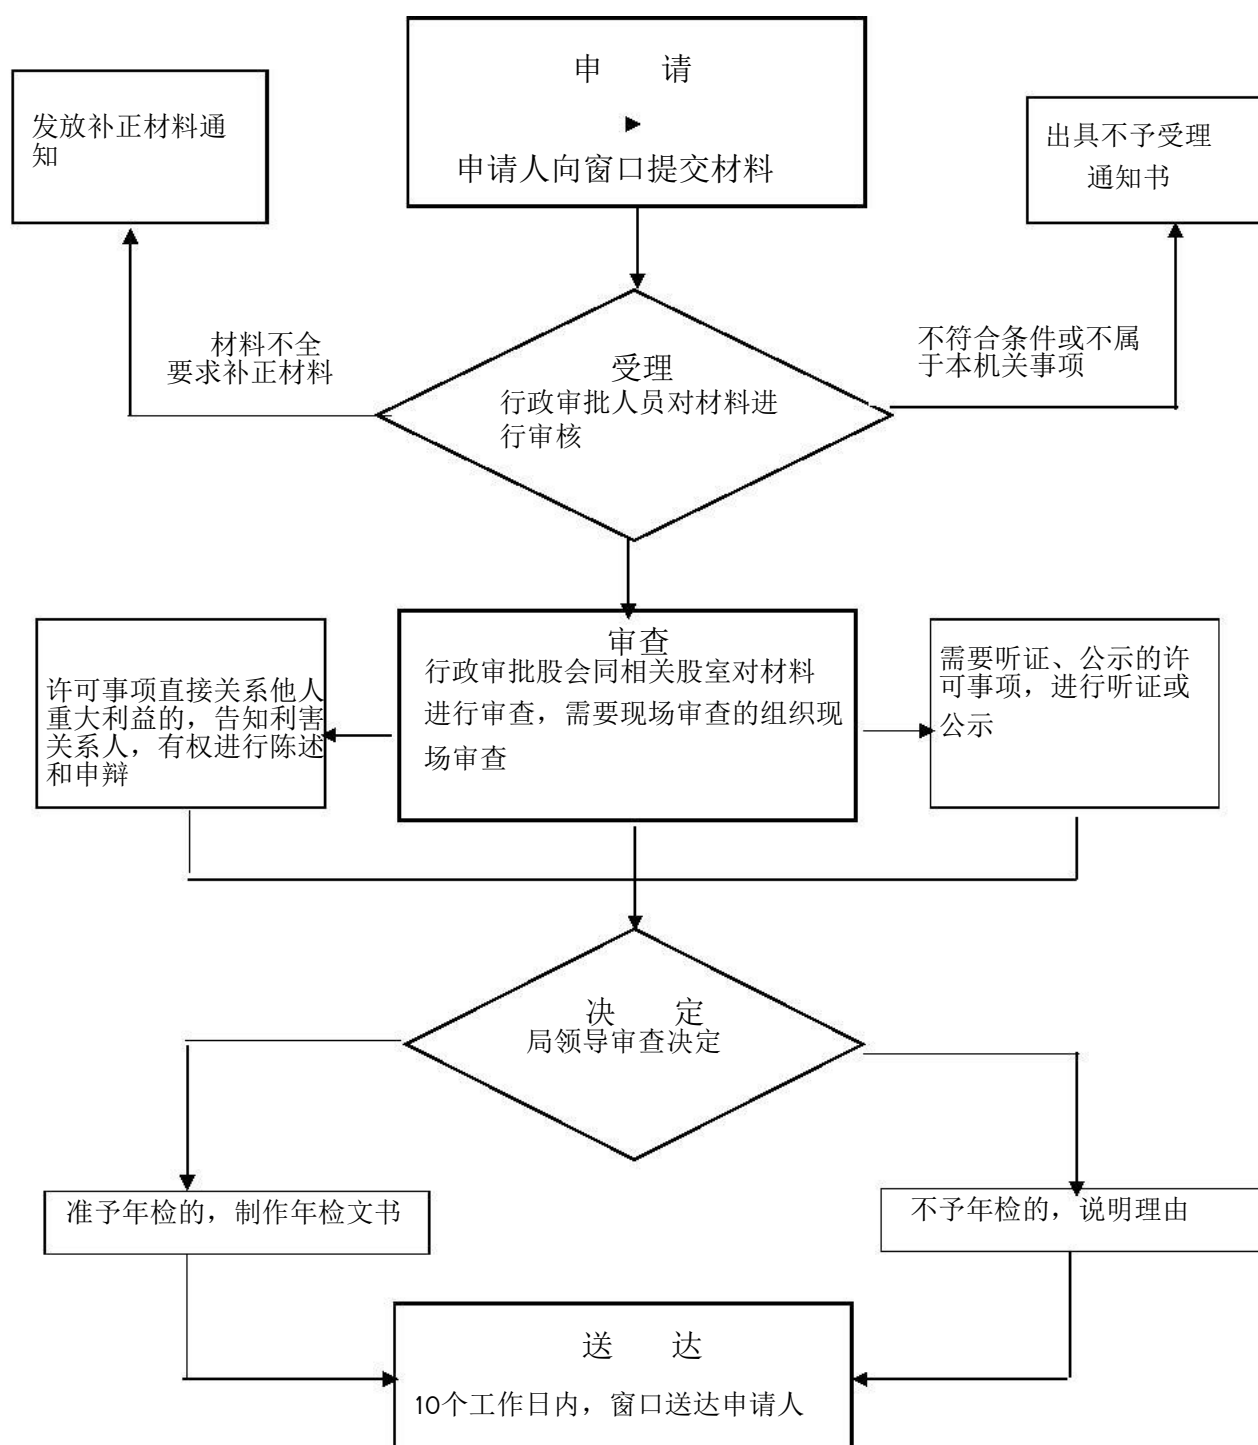 申 请
申请人向窗口提交材料
发放补正材料通
知
出具不予受理
通知书
材料不全
要求补正材料
不符合条件或不属
于本机关事项
受理
行政审批人员对材料进
行审核
审查
行政审批股会同相关股室对材料
进行审查，需要现场审查的组织现
场审查
许可事项直接关系他人
重大利益的，告知利害
关系人，有权进行陈述
和申辩
需要听证、公示的许
可事项，进行听证或
公示
决 定
局领导审查决定
准予年检的，制作年检文书
不予年检的，说明理由
送 达
10个工作日内，窗口送达申请人